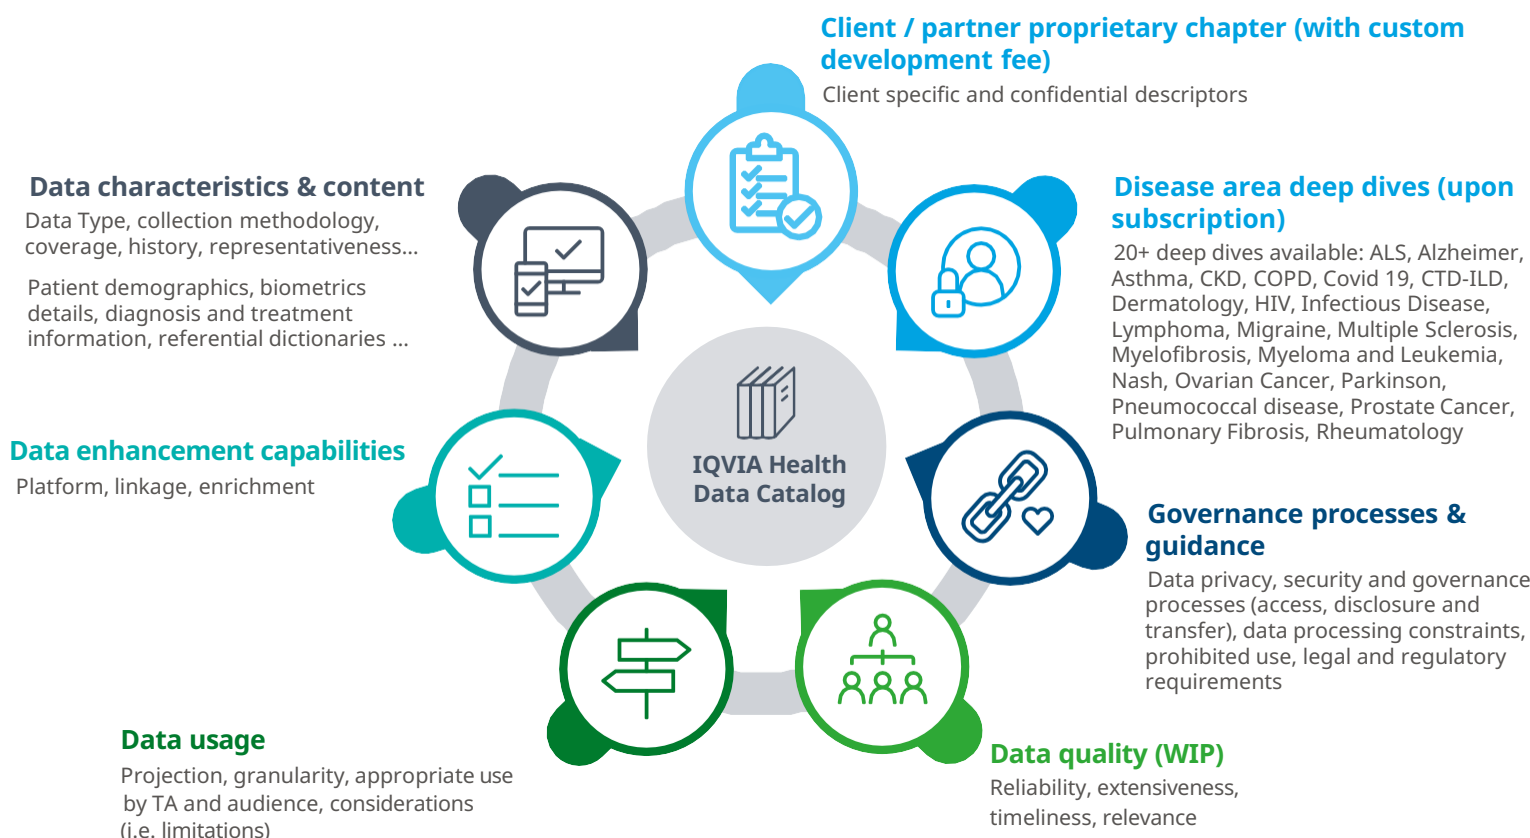 Client / partner proprietary chapter (with custom
development fee)
Client specific and confidential descriptors
Data characteristics & content
Data Type, collection methodology,
coverage, history, representativeness...
Patient demographics, biometrics
details, diagnosis and treatment
information, referential dictionaries ...
Disease area deep dives (upon
subscription)
20+ deep dives available: ALS, Alzheimer,
Asthma, CKD, COPD, Covid 19, CTD-ILD,
Dermatology, HIV, Infectious Disease,
Lymphoma, Migraine, Multiple Sclerosis,
Myelofibrosis, Myeloma and Leukemia,
Nash, Ovarian Cancer, Parkinson,
Pneumococcal disease, Prostate Cancer,
Pulmonary Fibrosis, Rheumatology
Data enhancement capabilities
Platform, linkage, enrichment
IQVIA Health
Data Catalog
Governance processes &
guidance
Data privacy, security and governance
processes (access, disclosure and
transfer), data processing constraints,
prohibited use, legal and regulatory
requirements
Data usage
Projection, granularity, appropriate use
by TA and audience, considerations
(i.e. limitations)
Data quality (WIP)
Reliability, extensiveness,
timeliness, relevance